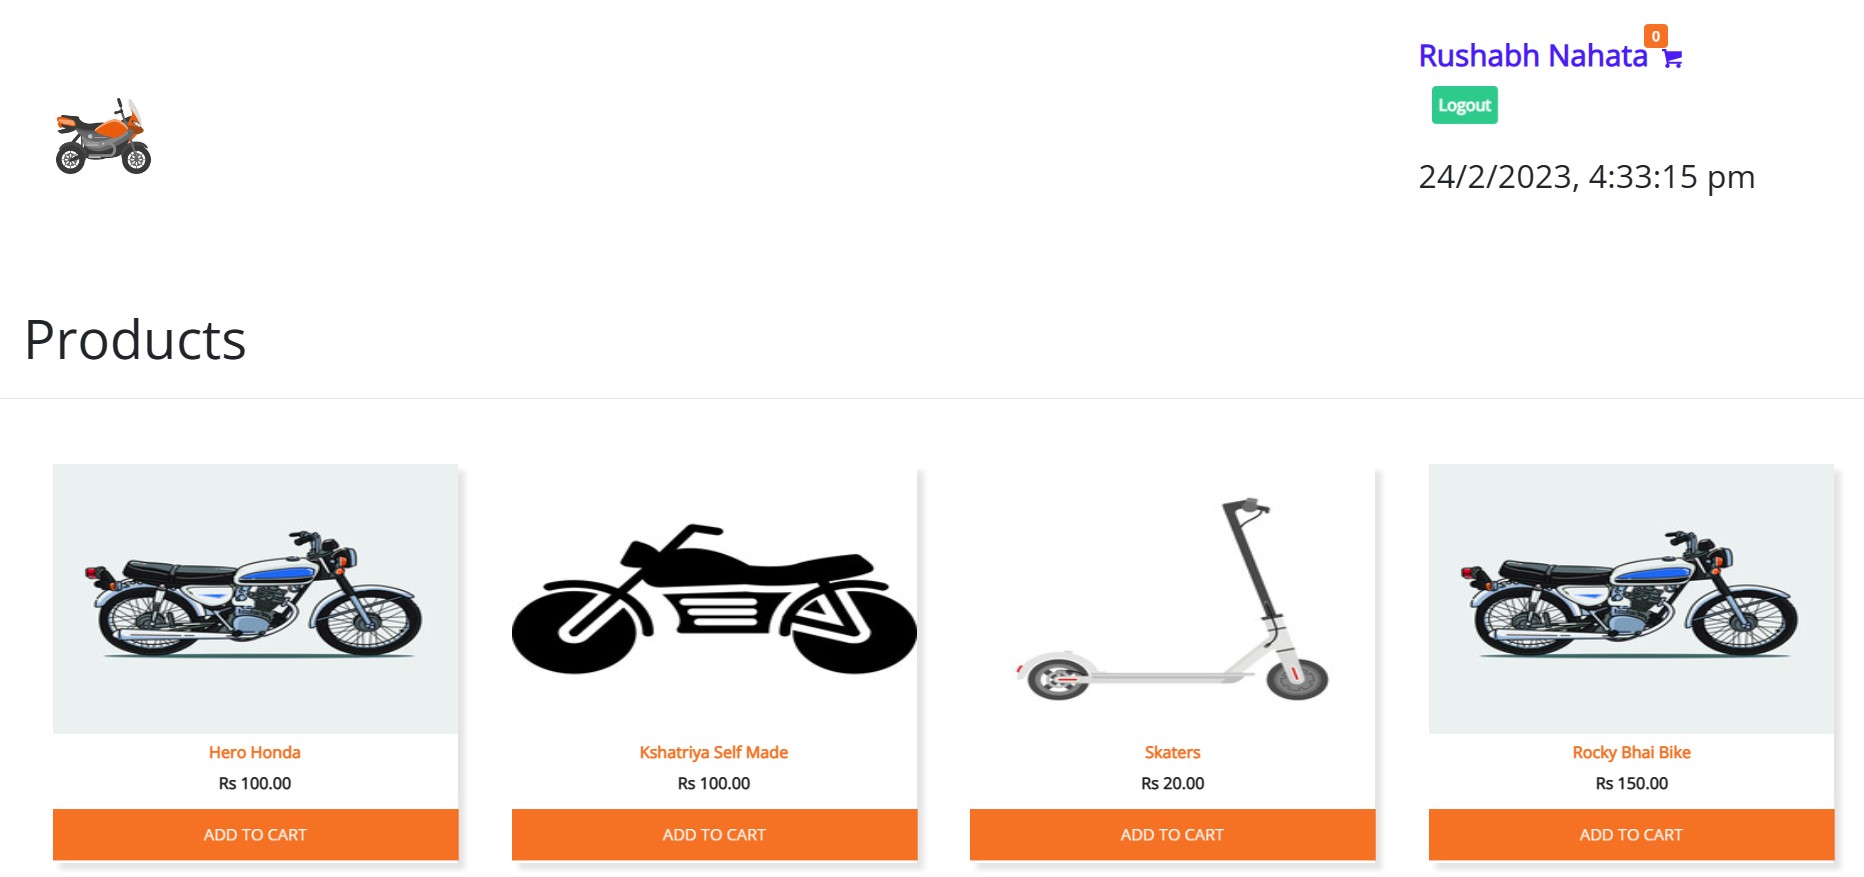 0
Rushabh Nahata
Logout
24/2/2023, 4:33:15 pm
Products
Hero Honda
Rs 100.00
ADD TO CART
Kshatriya Self Made
Rs 100.00
ADD TO CART
Skaters
Rs 20.00
ADD TO CART
Rocky Bhai Bike
Rs 150.00
ADD TO CART